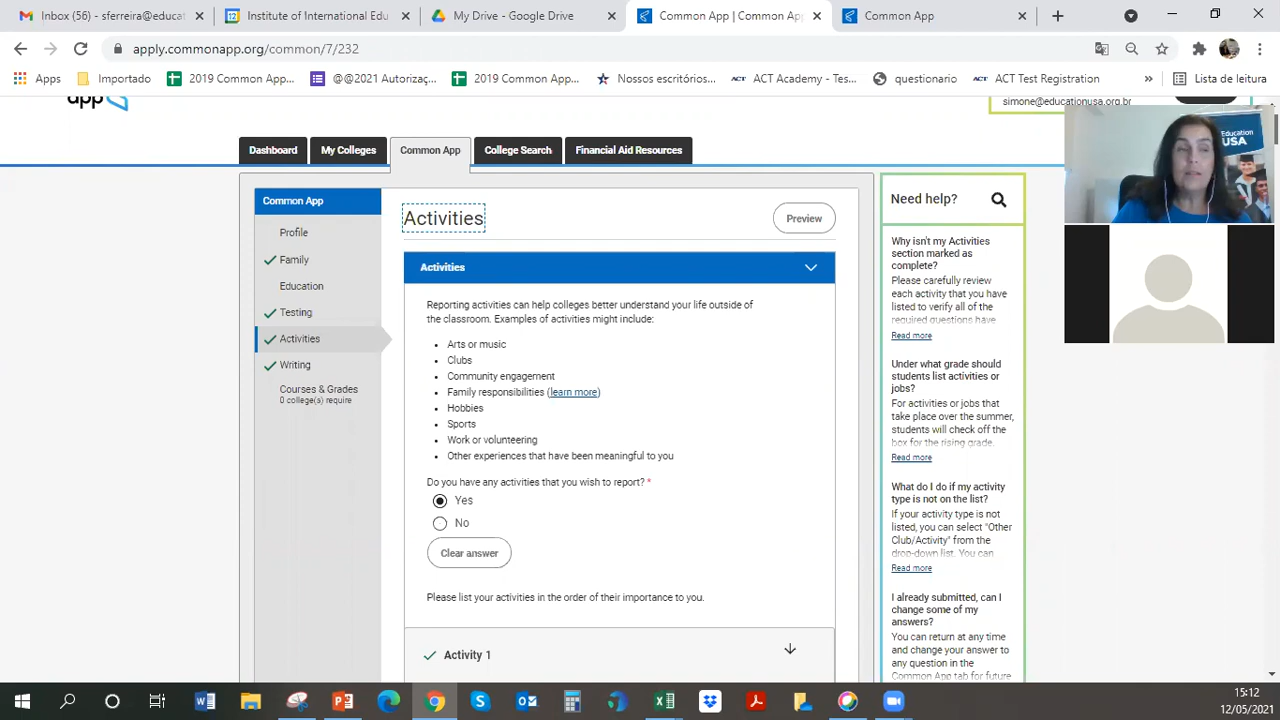 Inbox (56) - sferreira@educat
Institute of International Edu
My Drive - Google Drive
Common App | Common App
Common App
apply.commonapp.org/common/7/232
Apps
Importado
2019 Common App...
@@2021 Autorizaç...
2019 Common App...
Nossos escritórios...
ACT Academy - Tes...
questionario
ACT Test Registration
»
Lista de leitura
app
simone@educationusa.org.br
Education
USA
Dashboard
My Colleges
Common App
College Search
Financial Aid Resources
Common App
Profile
Family
Education
Testing
Activities
Writing
Courses & Grades
0 college(s) require
Activities
Preview
Activities
Reporting activities can help colleges better understand your life outside of
the classroom. Examples of activities might include:
• Arts or music
• Clubs
• Community engagement
• Family responsibilities (learn more)
• Hobbies
• Sports
• Work or volunteering
• Other experiences that have been meaningful to you
Do you have any activities that you wish to report? *
Yes
No
Clear answer
Please list your activities in the order of their importance to you.
Activity 1
Need help?
Why isn't my Activities
section marked as
complete?
Please carefully review
each activity that you have
listed to verify all of the
required questions have
Read more
Under what grade should
students list activities or
jobs?
For activities or jobs that
take place over the summer,
students will check off the
box for the rising grade.
Read more
What do I do if my activity
type is not on the list?
If your activity type is not
listed, you can select "Other
Club/Activity" from the
drop-down list. You can
Read more
I already submitted, can I
change some of my
answers?
You can return at any time
and change your answer to
any question in the
Common App tab for future
15:12
12/05/2021